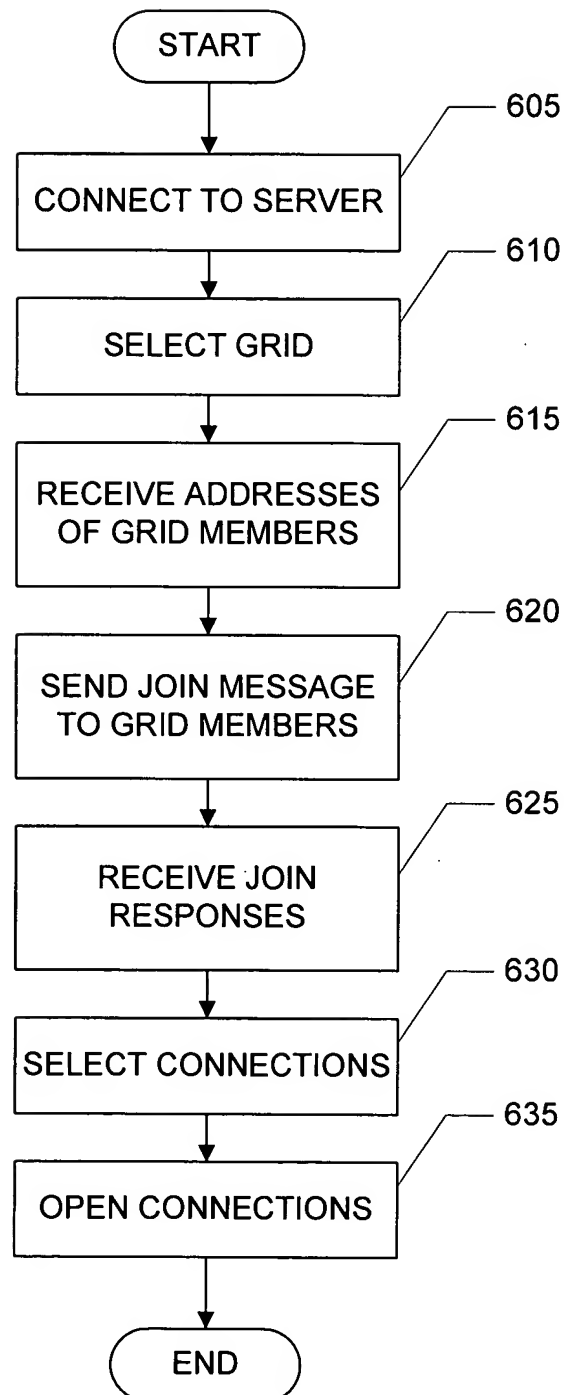 START
605
CONNECT TO SERVER
610
SELECT GRID
615
RECEIVE ADDRESSES
OF GRID MEMBERS
620
SEND JOIN MESSAGE
TO GRID MEMBERS
625
RECEIVE JOIN
RESPONSES
630
SELECT CONNECTIONS
635
OPEN CONNECTIONS
END